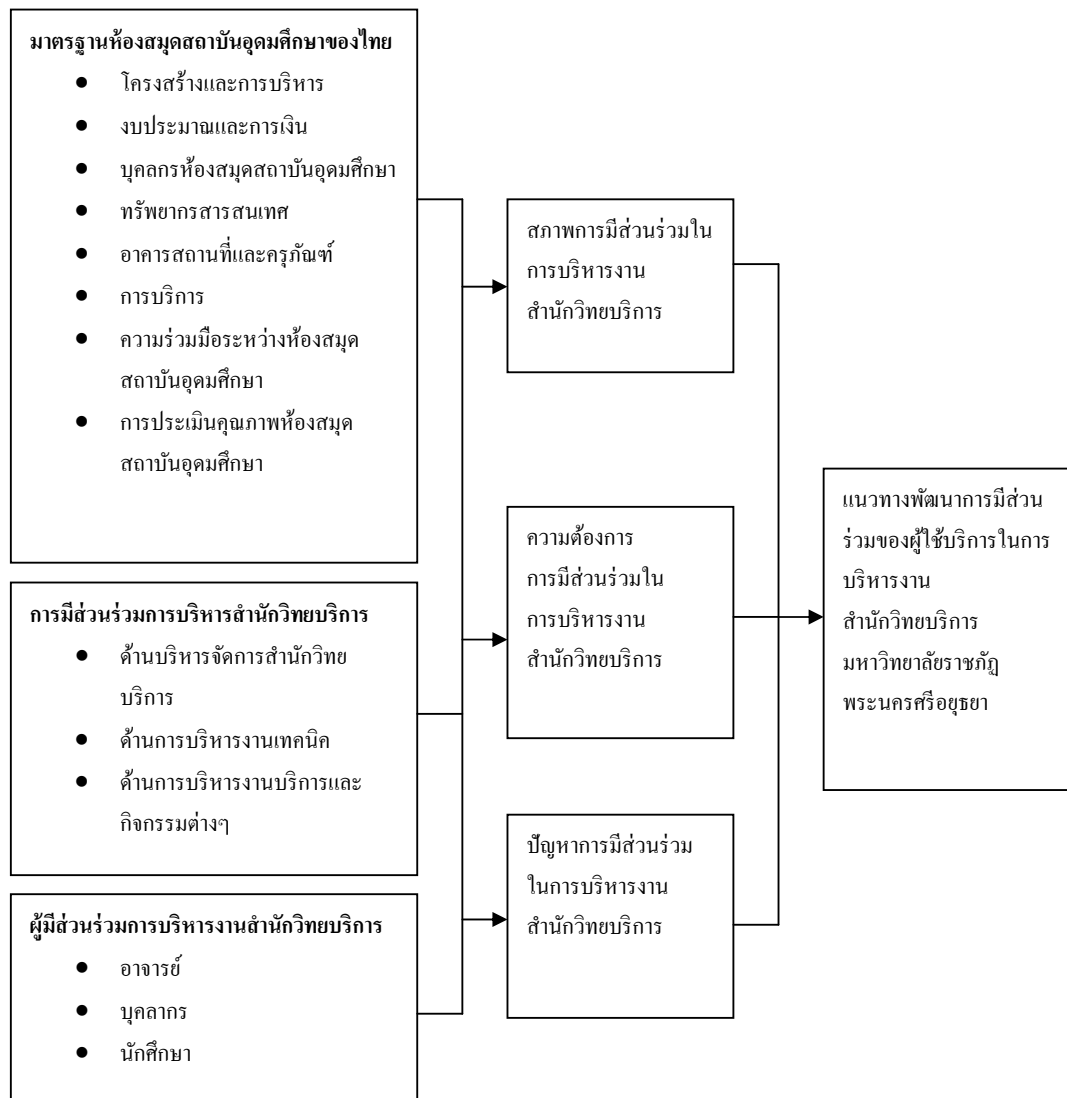 มาตรฐานห้องสมุดสถาบันอุดมศึกษาของไทย
● โครงสร้างและการบริหาร
● งบประมาณและการเงิน
● บุคลกรห้องสมุดสถาบันอุดมศึกษา
● ทรัพยากรสารสนเทศ
● อาคารสถานที่และครุภัณฑ์
● การบริการ
● ความร่วมมือระหว่างห้องสมุด
สถาบันอุดมศึกษา
● การประเมินคุณภาพห้องสมุด
สถาบันอุดมศึกษา
การมีส่วนร่วมการบริหารสำนักวิทยบริการ
● ด้านบริหารจัดการสำนักวิทย
บริการ
● ด้านการบริหารงานเทคนิค
● ด้านการบริหารงานบริการและ
กิจกรรมต่างๆ
ผู้มีส่วนร่วมการบริหารงานสำนักวิทยบริการ
● อาจารย์
● บุคลากร
● นักศึกษา
สภาพการมีส่วนร่วมใน
การบริหารงาน
สำนักวิทยบริการ
ความต้องการ
การมีส่วนร่วมใน
การบริหารงาน
สำนักวิทยบริการ
ปัญหาการมีส่วนร่วม
ในการบริหารงาน
สำนักวิทยบริการ
แนวทางพัฒนาการมีส่วน
ร่วมของผู้ใช้บริการในการ
บริหารงาน
สำนักวิทยบริการ
มหาวิทยาลัยราชภัฏ
พระนครศรีอยุธยา